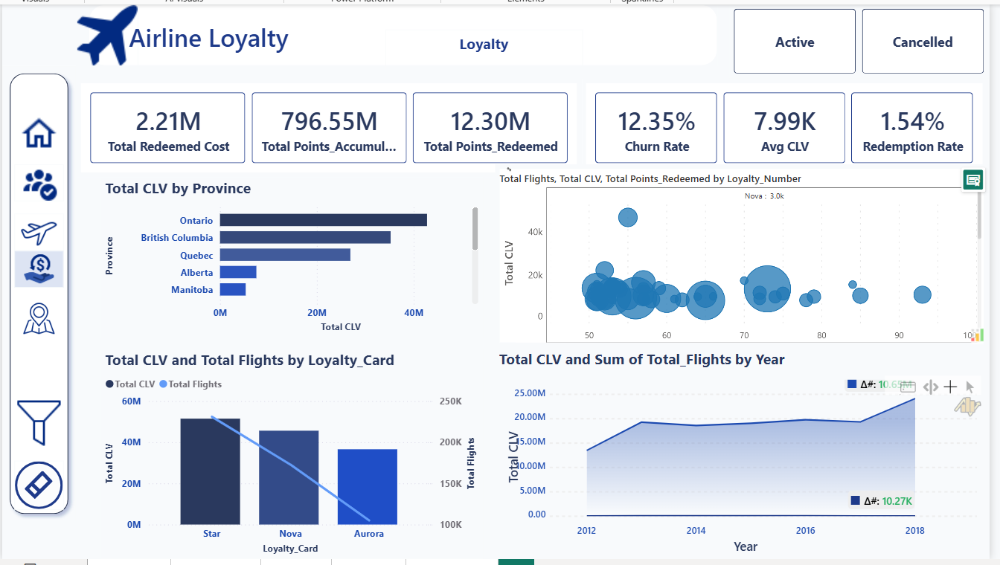 Airline Loyalty
Loyalty
Active
Cancelled
2.21M
Total Redeemed Cost
796.55M
Total Points_Accumul...
12.30M
Total Points_Redeemed
12.35%
Churn Rate
7.99K
Avg CLV
1.54%
Redemption Rate
Total CLV by Province
Province
Ontario
British Columbia
Quebec
Alberta
Manitoba
0M 20M 40M
Total CLV
Total Flights, Total CLV, Total Points_Redeemed by Loyalty_Number
Nova : 3.0k
Total CLV
40k
20k
0
50 60 70 80 90
Total CLV and Total Flights by Loyalty_Card
Total CLV Total Flights
Total CLV
60M
40M
20M
0M
250K
200K
150K
100K
Total Flights
Star Nova Aurora
Loyalty_Card
Total CLV and Sum of Total_Flights by Year
Δ#: 10.65M
Total CLV
25.00M
20.00M
15.00M
10.00M
5.00M
0.00
Δ#: 10.27K
2012 2014 2016 2018
Year